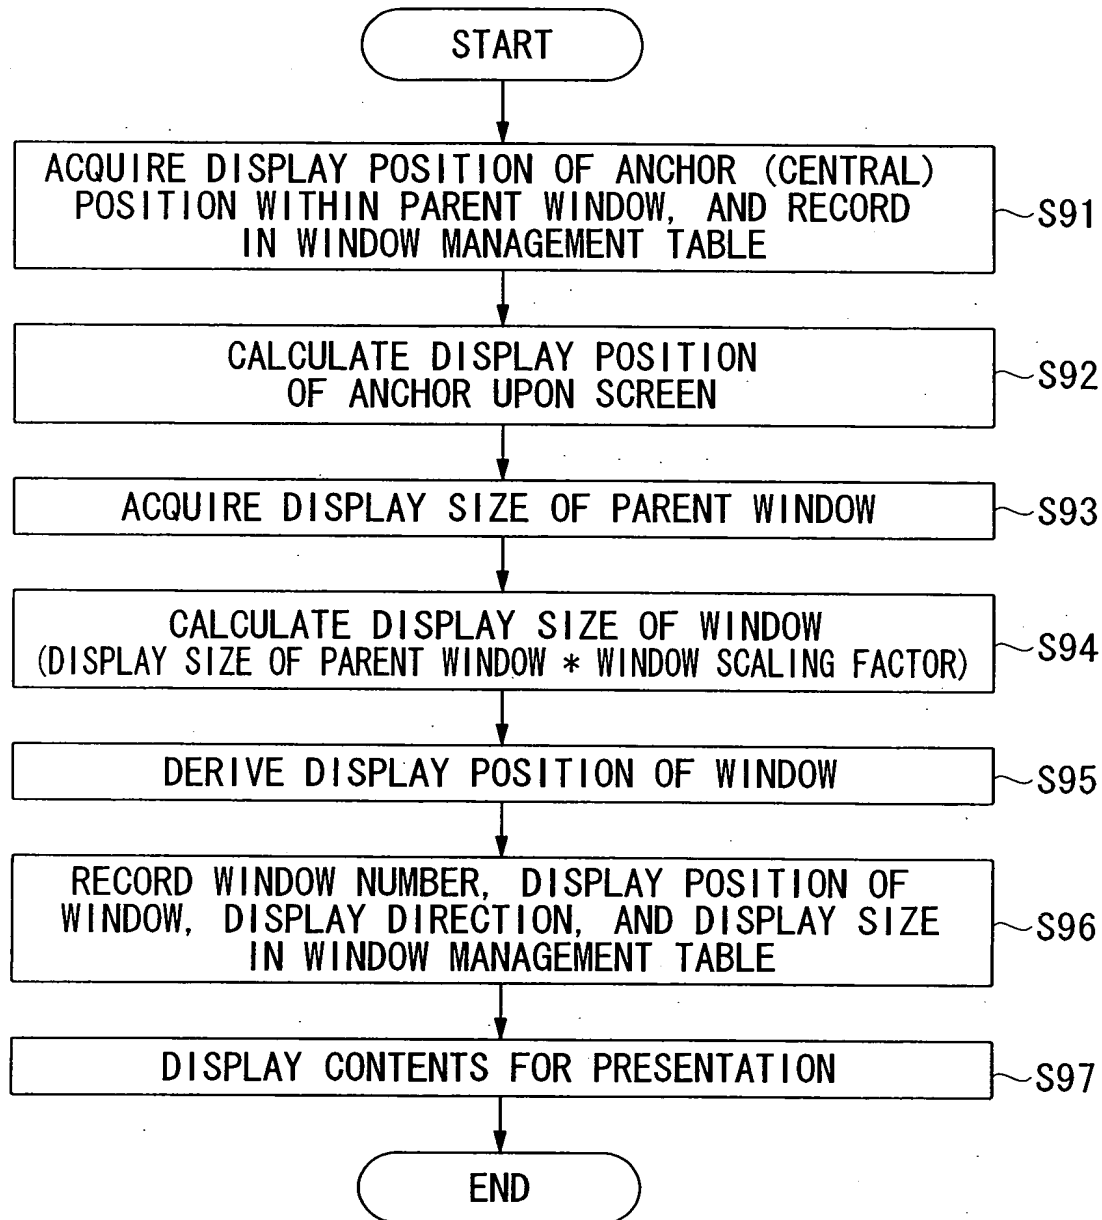 START
ACQUIRE DISPLAY POSITION OF ANCHOR (CENTRAL)
POSITION WITHIN PARENT WINDOW, AND RECORD
IN WINDOW MANAGEMENT TABLE
S91
CALCULATE DISPLAY POSITION
OF ANCHOR UPON SCREEN
S92
ACQUIRE DISPLAY SIZE OF PARENT WINDOW
S93
CALCULATE DISPLAY SIZE OF WINDOW
(DISPLAY SIZE OF PARENT WINDOW * WINDOW SCALING FACTOR)
S94
DERIVE DISPLAY POSITION OF WINDOW
S95
RECORD WINDOW NUMBER, DISPLAY POSITION OF
WINDOW, DISPLAY DIRECTION, AND DISPLAY SIZE
IN WINDOW MANAGEMENT TABLE
S96
DISPLAY CONTENTS FOR PRESENTATION
S97
END